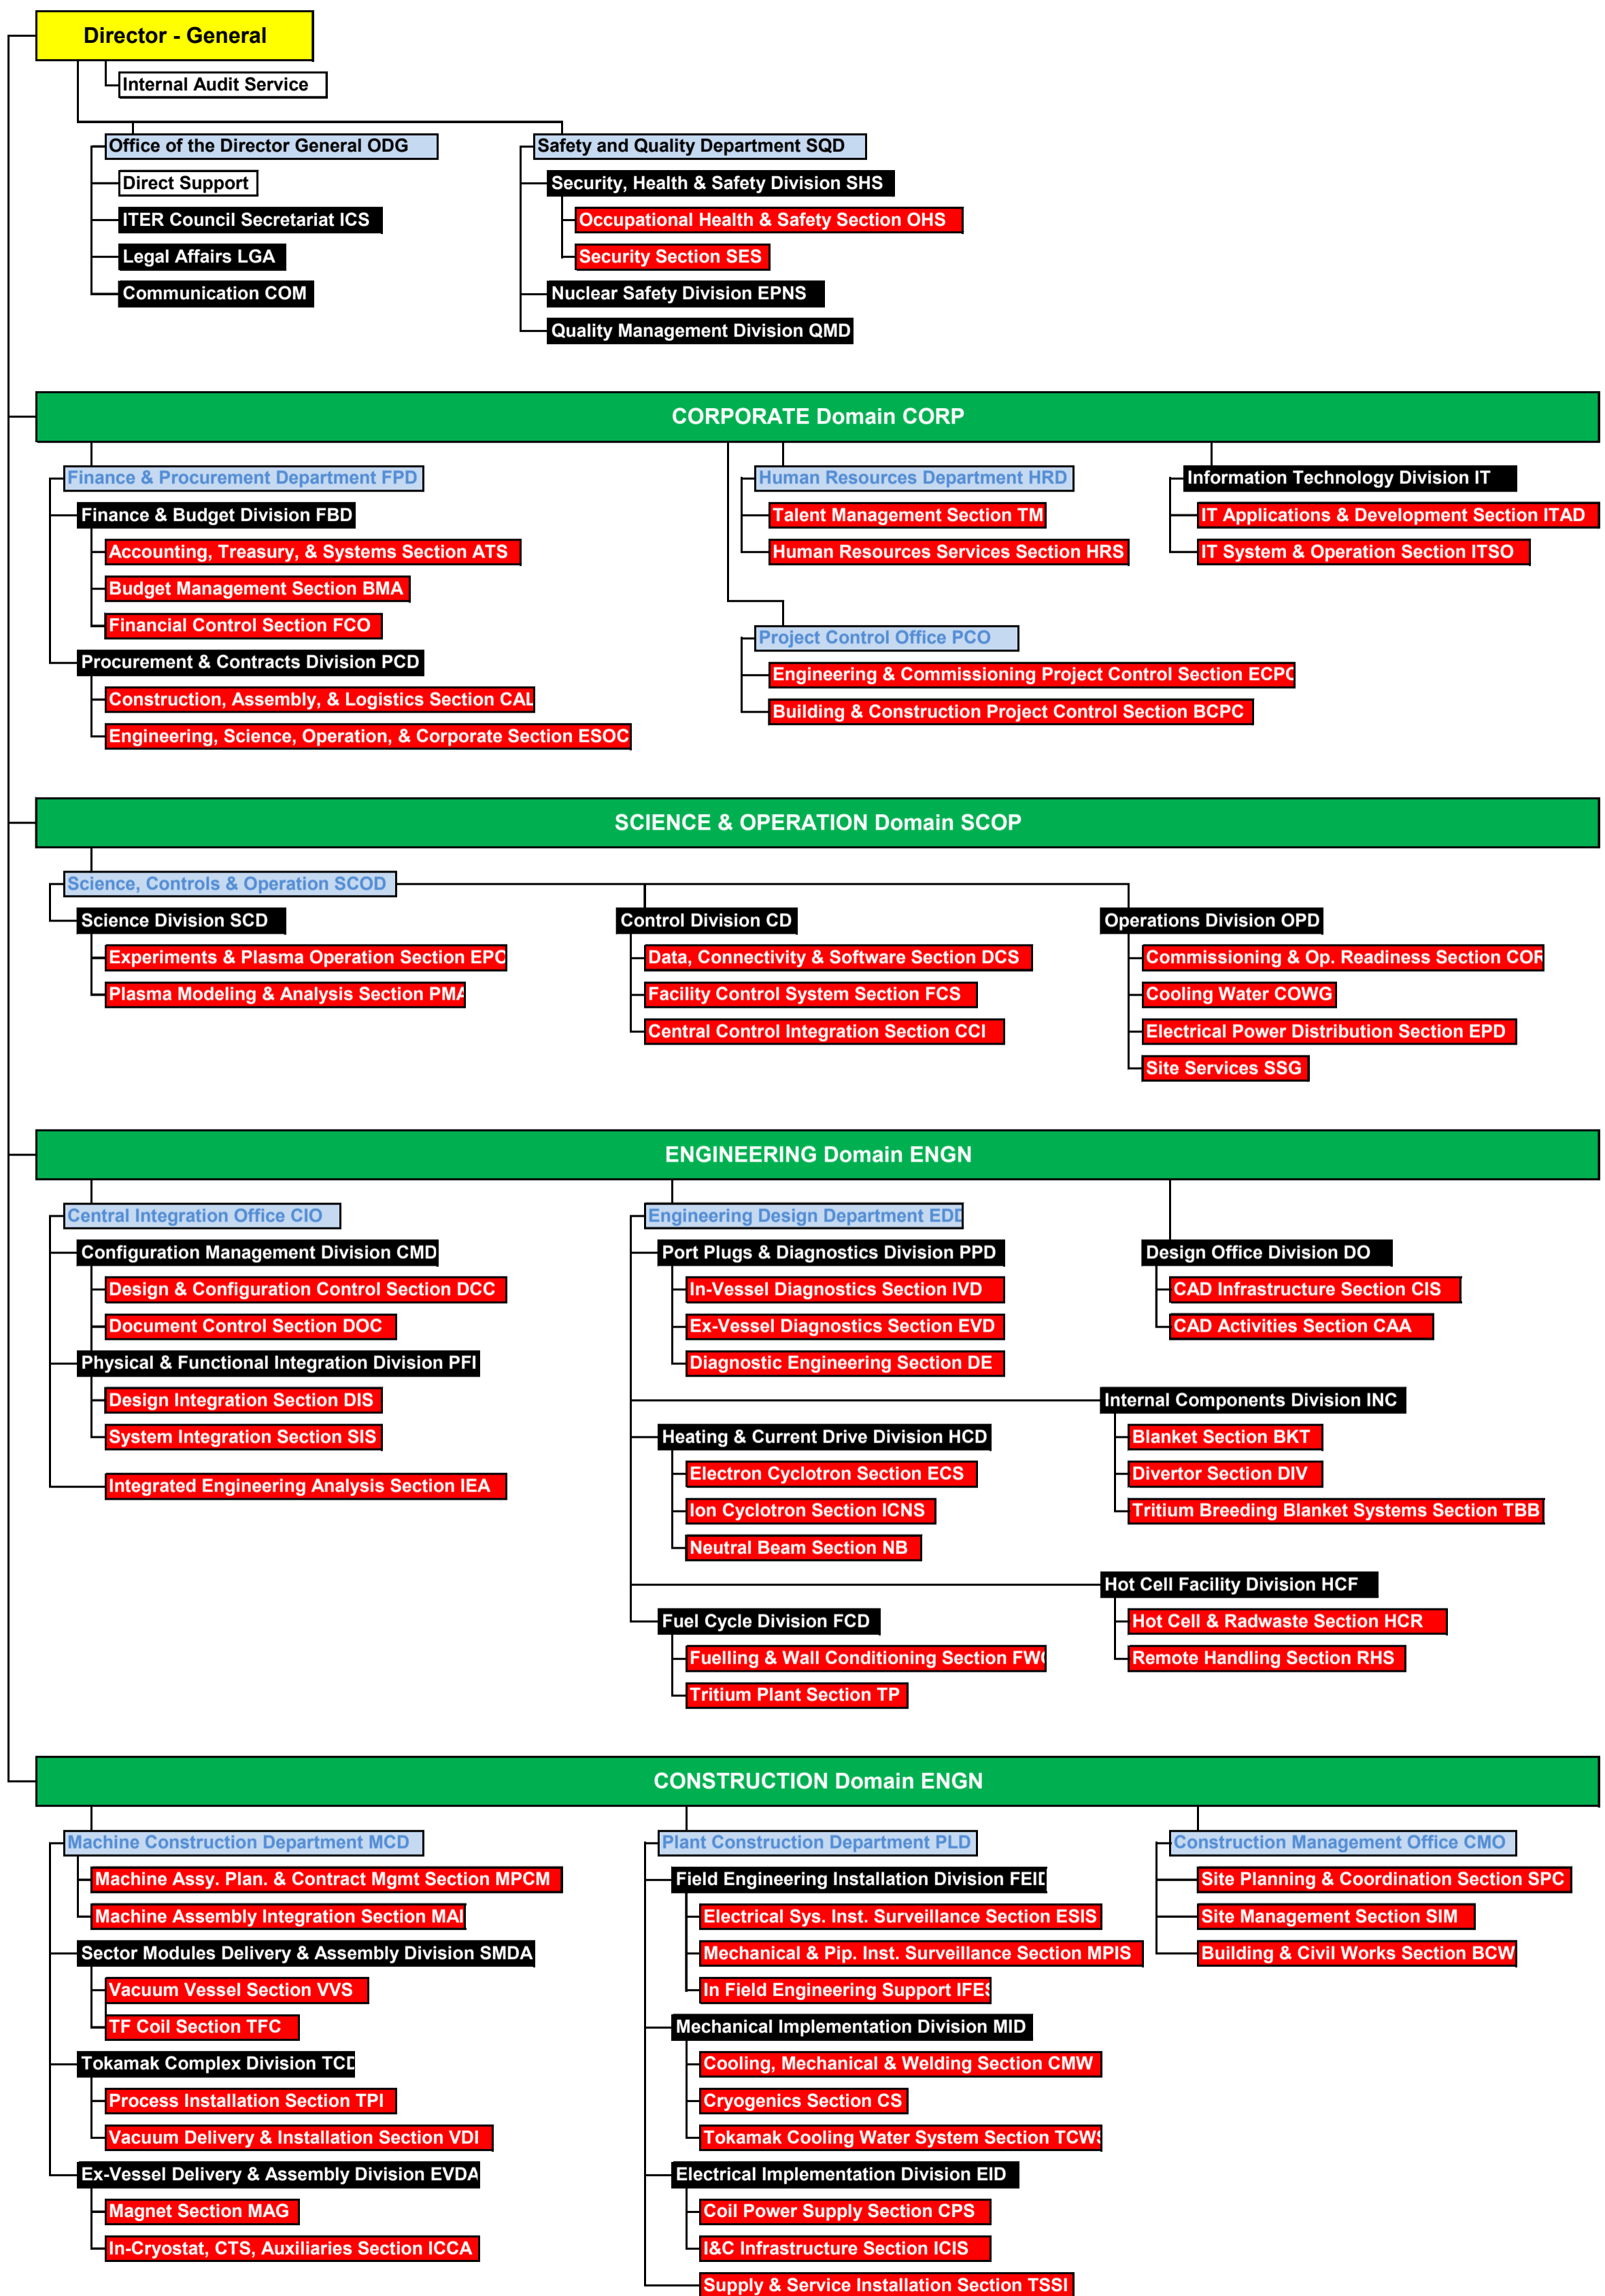 Director - General
Internal Audit Service
Office of the Director General ODG
Direct Support
ITER Council Secretariat ICS
Legal Affairs LGA
Communication COM
Safety and Quality Department SQD
Security, Health & Safety Division SHS
Occupational Health & Safety Section OHS
Security Section SES
Nuclear Safety Division EPNS
Quality Management Division QMD
CORPORATE Domain CORP
Finance & Procurement Department FPD
Finance & Budget Division FBD
Accounting, Treasury, & Systems Section ATS
Budget Management Section BMA
Financial Control Section FCO
Procurement & Contracts Division PCD
Construction, Assembly, & Logistics Section CAL
Engineering, Science, Operation, & Corporate Section ESOC
Human Resources Department HRD
Talent Management Section TM
Human Resources Services Section HRS
Project Control Office PCO
Engineering & Commissioning Project Control Section ECPC
Building & Construction Project Control Section BCPC
Information Technology Division IT
IT Applications & Development Section ITAD
IT System & Operation Section ITSO
SCIENCE & OPERATION Domain SCOP
Science, Controls & Operation SCOD
Science Division SCD
Experiments & Plasma Operation Section EPO
Plasma Modeling & Analysis Section PMA
Control Division CD
Data, Connectivity & Software Section DCS
Facility Control System Section FCS
Central Control Integration Section CCI
Operations Division OPD
Commissioning & Op. Readiness Section COR
Cooling Water COWG
Electrical Power Distribution Section EPD
Site Services SSG
ENGINEERING Domain ENGN
Central Integration Office CIO
Configuration Management Division CMD
Design & Configuration Control Section DCC
Document Control Section DOC
Physical & Functional Integration Division PFI
Design Integration Section DIS
System Integration Section SIS
Integrated Engineering Analysis Section IEA
Engineering Design Department EDD
Port Plugs & Diagnostics Division PPD
In-Vessel Diagnostics Section IVD
Ex-Vessel Diagnostics Section EVD
Diagnostic Engineering Section DE
Heating & Current Drive Division HCD
Electron Cyclotron Section ECS
Ion Cyclotron Section ICNS
Neutral Beam Section NB
Fuel Cycle Division FCD
Fuelling & Wall Conditioning Section FWC
Tritium Plant Section TP
Design Office Division DO
CAD Infrastructure Section CIS
CAD Activities Section CAA
Internal Components Division INC
Blanket Section BKT
Divertor Section DIV
Tritium Breeding Blanket Systems Section TBB
Hot Cell Facility Division HCF
Hot Cell & Radwaste Section HCR
Remote Handling Section RHS
CONSTRUCTION Domain ENGN
Machine Construction Department MCD
Machine Assy. Plan. & Contract Mgmt Section MPCM
Machine Assembly Integration Section MAI
Sector Modules Delivery & Assembly Division SMDA
Vacuum Vessel Section VVS
TF Coil Section TFC
Tokamak Complex Division TCD
Process Installation Section TPI
Vacuum Delivery & Installation Section VDI
Ex-Vessel Delivery & Assembly Division EVDA
Magnet Section MAG
In-Cryostat, CTS, Auxiliaries Section ICCA
Plant Construction Department PLD
Field Engineering Installation Division FEID
Electrical Sys. Inst. Surveillance Section ESIS
Mechanical & Pip. Inst. Surveillance Section MPIS
In Field Engineering Support IFES
Mechanical Implementation Division MID
Cooling, Mechanical & Welding Section CMW
Cryogenics Section CS
Tokamak Cooling Water System Section TCWS
Electrical Implementation Division EID
Coil Power Supply Section CPS
I&C Infrastructure Section ICIS
Supply & Service Installation Section TSSI
Construction Management Office CMO
Site Planning & Coordination Section SPC
Site Management Section SIM
Building & Civil Works Section BCW